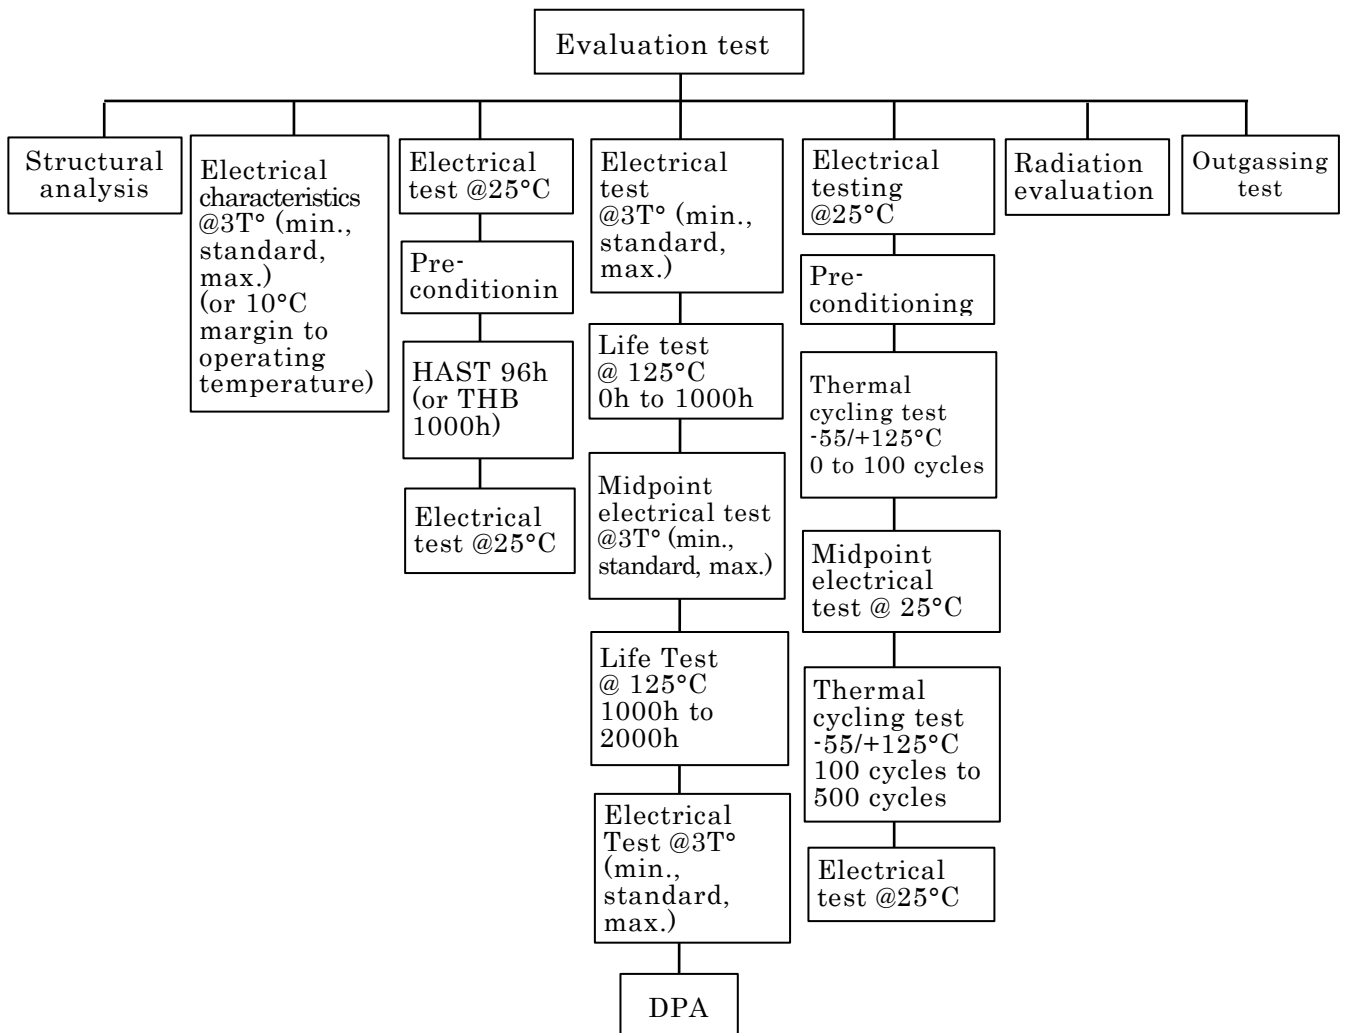 Evaluation test
Structural
analysis
Electrical
characteristics
@3T° (min.,
standard,
max.)
(or 10°C
margin to
operating
temperature)
Electrical
test @25°C
Pre-
conditionin
HAST 96h
(or THB
1000h)
Electrical
test @25°C
Electrical
test
@3T° (min.,
standard,
max.)
Life test
@ 125°C
0h to 1000h
Midpoint
electrical test
@3T° (min.,
standard, max.)
Life Test
@ 125°C
1000h to
2000h
Electrical
Test @3T°
(min.,
standard,
max.)
DPA
Electrical
testing
@25°C
Pre-
conditioning
Thermal
cycling test
-55/+125°C
0 to 100 cycles
Midpoint
electrical
test @ 25°C
Thermal
cycling test
-55/+125°C
100 cycles to
500 cycles
Electrical
test @25°C
Radiation
evaluation
Outgassing
test